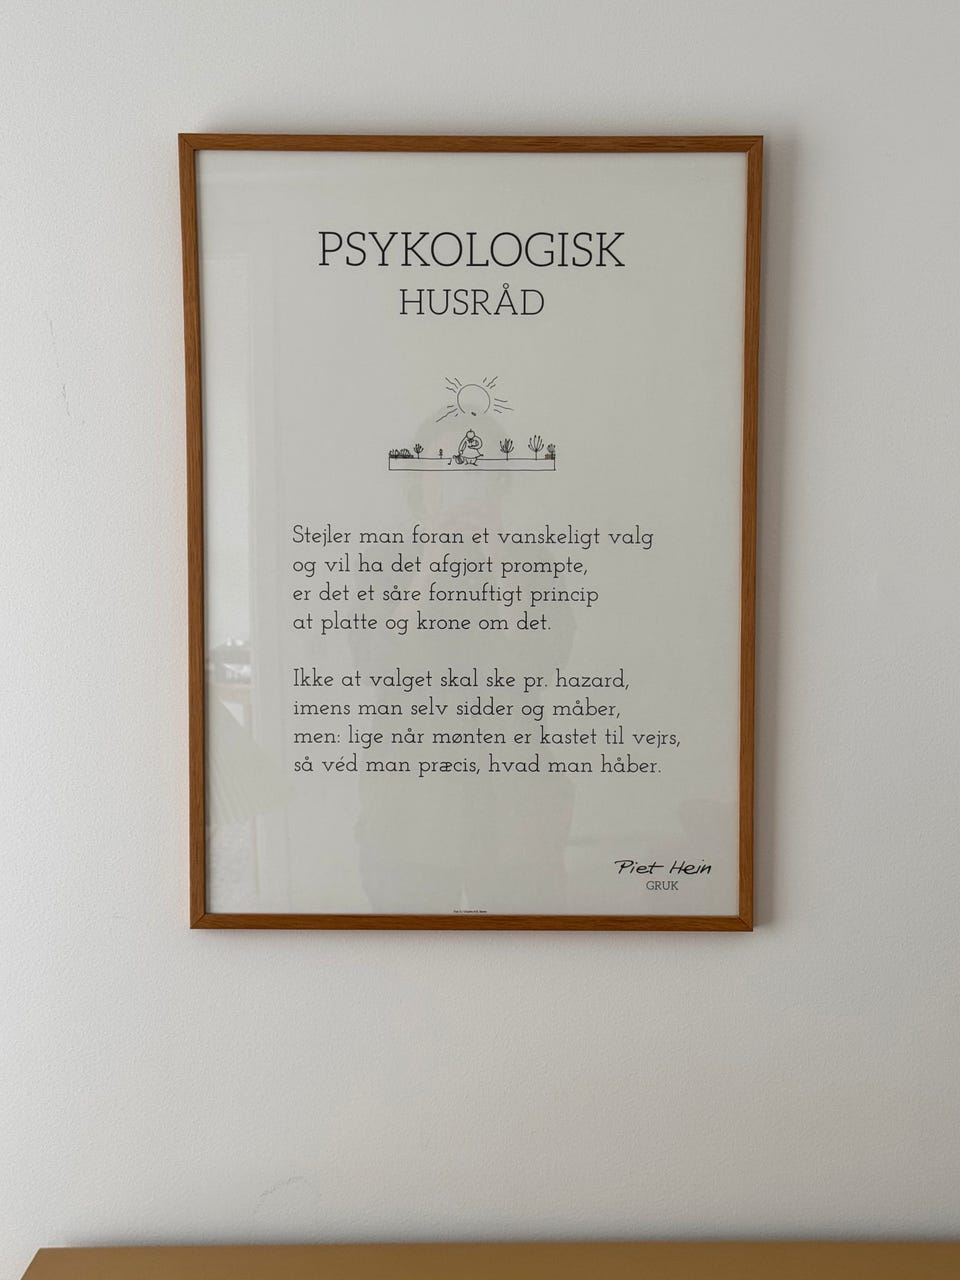 PSYKOLOGISK
HUSRÅD
Stejler man foran et vanskeligt valg
og vil ha det afgjort prompte,
er det et såre fornuftigt princip
at platte og krone om det.
Ikke at valget skal ske pr. hazard,
imens man selv sidder og måber,
men: lige når mønten er kastet til vejrs,
så véd man præcis, hvad man håber.
Piet Hein
GRUK